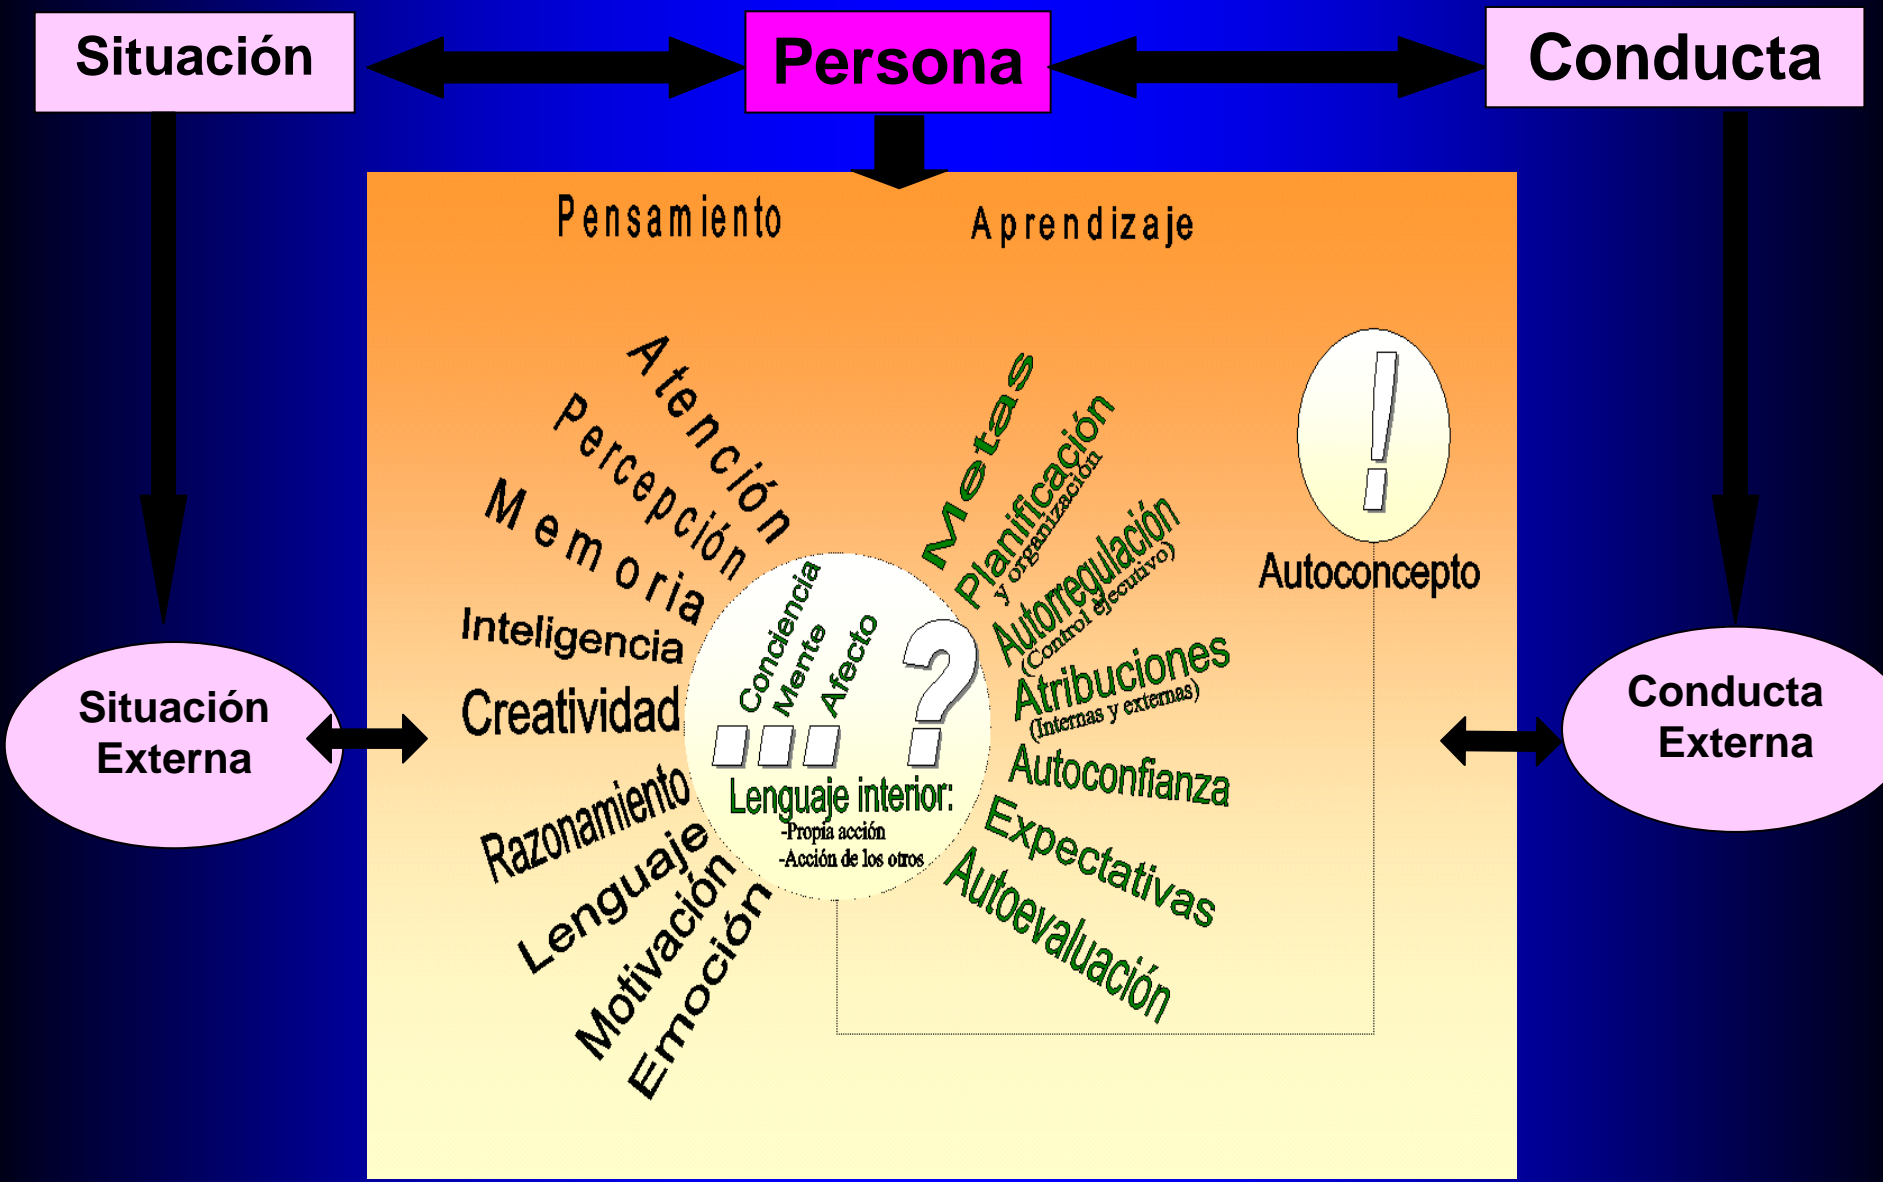 Situación
Persona
Conducta
Pensamiento
Aprendizaje
Atención
Percepción
Memoria
Inteligencia
Creatividad
Razonamiento
Lenguaje
Motivación
Emoción
Conciencia
Mente
Afecto
...?
Lenguaje interior:
-Propia acción
-Acción de los otros
Metas
Planificación
y organización
Autorregulación
(Control ejecutivo)
Atribuciones
(Internas y externas)
Autoconfianza
Expectativas
Autoevaluación
!
Autoconcepto
Situación
Externa
Conducta
Externa